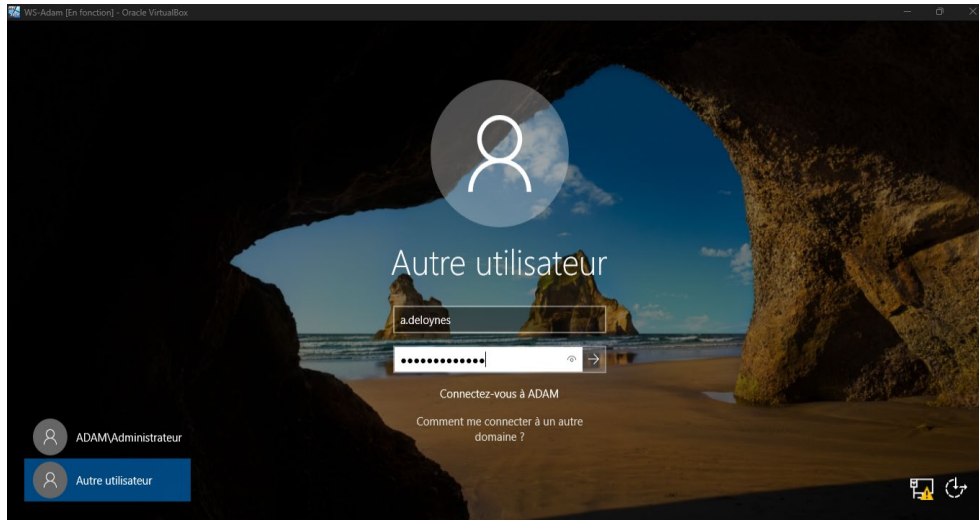 WS-Adam [En fonction] - Oracle VirtualBox
Autre utilisateur
a.deloynes
Connectez-vous à ADAM
Comment me connecter à un autre
domaine ?
ADAM\Administrateur
Autre utilisateur